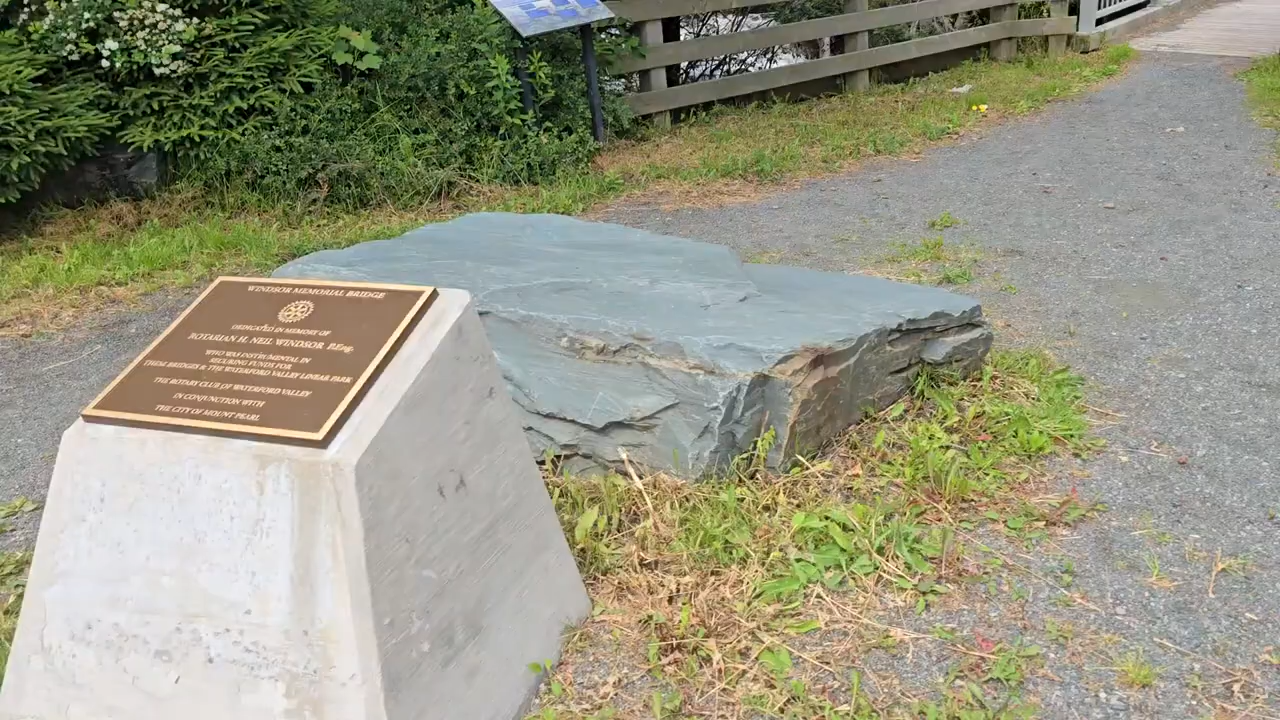 WINDSOR MEMORIAL BRIDGE
DEDICATED IN MEMORY OF
ROTARIAN H. NEIL WINDSOR P.Eng.
WHO WAS INSTRUMENTAL IN
SECURING FUNDS FOR
THESE BRIDGES & THE WATERFORD VALLEY LINEAR PARK
THE ROTARY CLUB OF WATERFORD VALLEY
IN CONJUNCTION WITH
THE CITY OF MOUNT PEARL